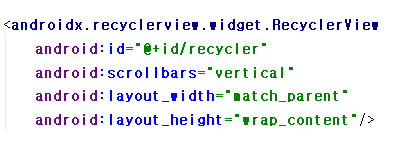 <androidx.recyclerview.widget.RecyclerView
android:id="@+id/recycler"
android:scrollbars="vertical"
android:layout_width="match_parent"
android:layout_height="wrap_content"/>